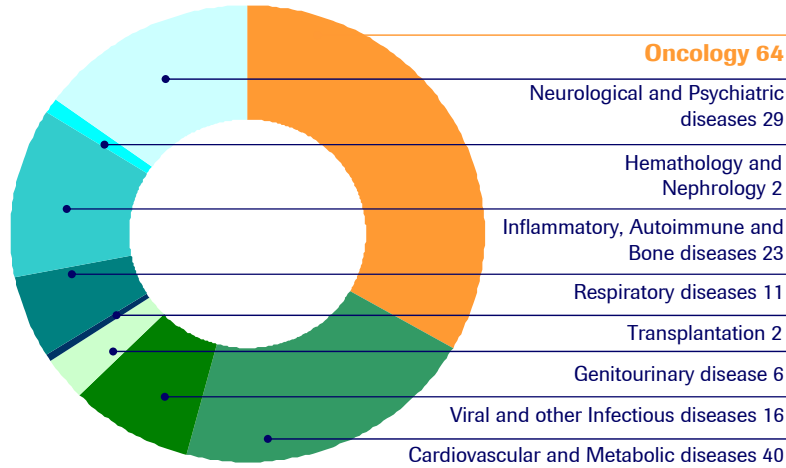 Oncology 64
Neurological and Psychiatric
diseases 29
Hemathology and
Nephrology 2
Inflammatory, Autoimmune and
Bone diseases 23
Respiratory diseases 11
Transplantation 2
Genitourinary disease 6
Viral and other Infectious diseases 16
Cardiovascular and Metabolic diseases 40